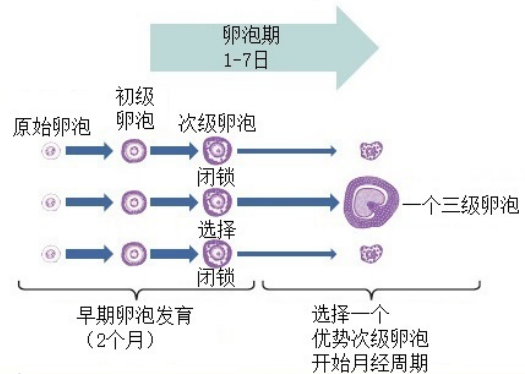 卵泡期
1-7日
原始卵泡
初级
卵泡
次级卵泡
闭锁
选择
闭锁
一个三级卵泡
早期卵泡发育
（2个月）
选择一个
优势次级卵泡
开始月经周期